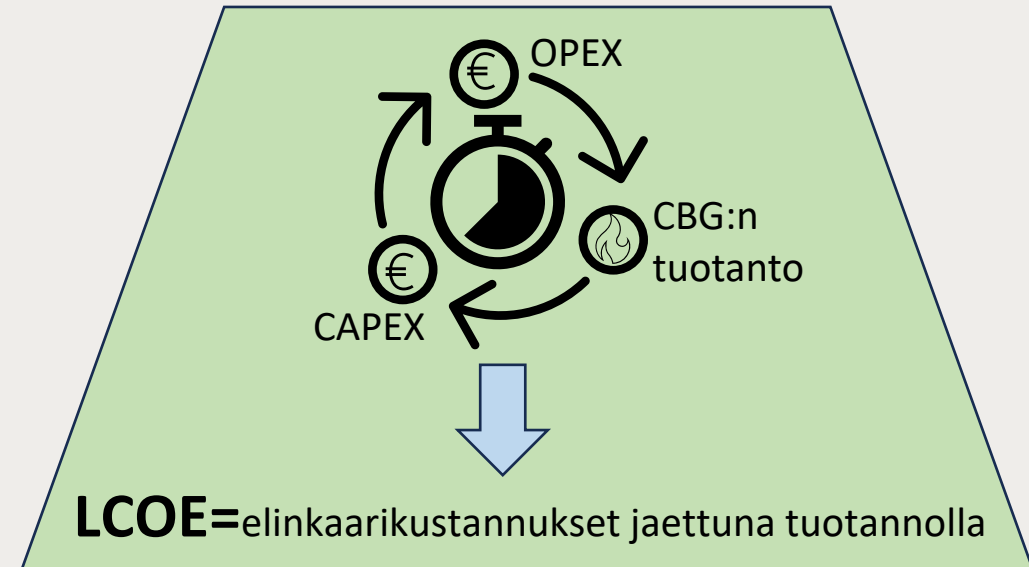 OPEX
€
CBG:n
tuotanto
€
CAPEX
LCOE=elinkaarikustannukset jaettuna tuotannolla